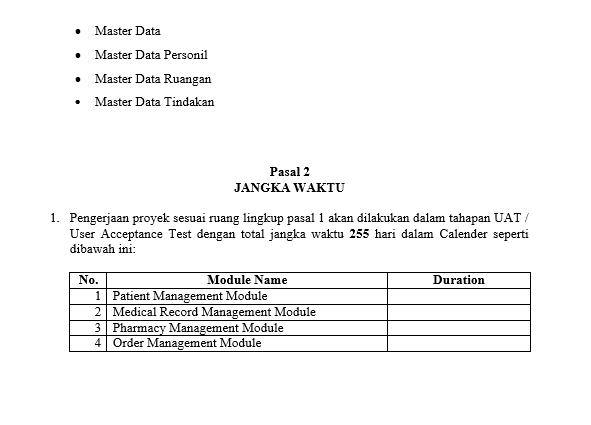 • Master Data
• Master Data Personil
• Master Data Ruangan
• Master Data Tindakan
Pasal 2
JANGKA WAKTU
1. Pengerjaan proyek sesuai ruang lingkup pasal 1 akan dilakukan dalam tahapan UAT /
User Acceptance Test dengan total jangka waktu 255 hari dalam Calender seperti
dibawah ini:
No. Module Name Duration
1 Patient Management Module
2 Medical Record Management Module
3 Pharmacy Management Module
4 Order Management Module